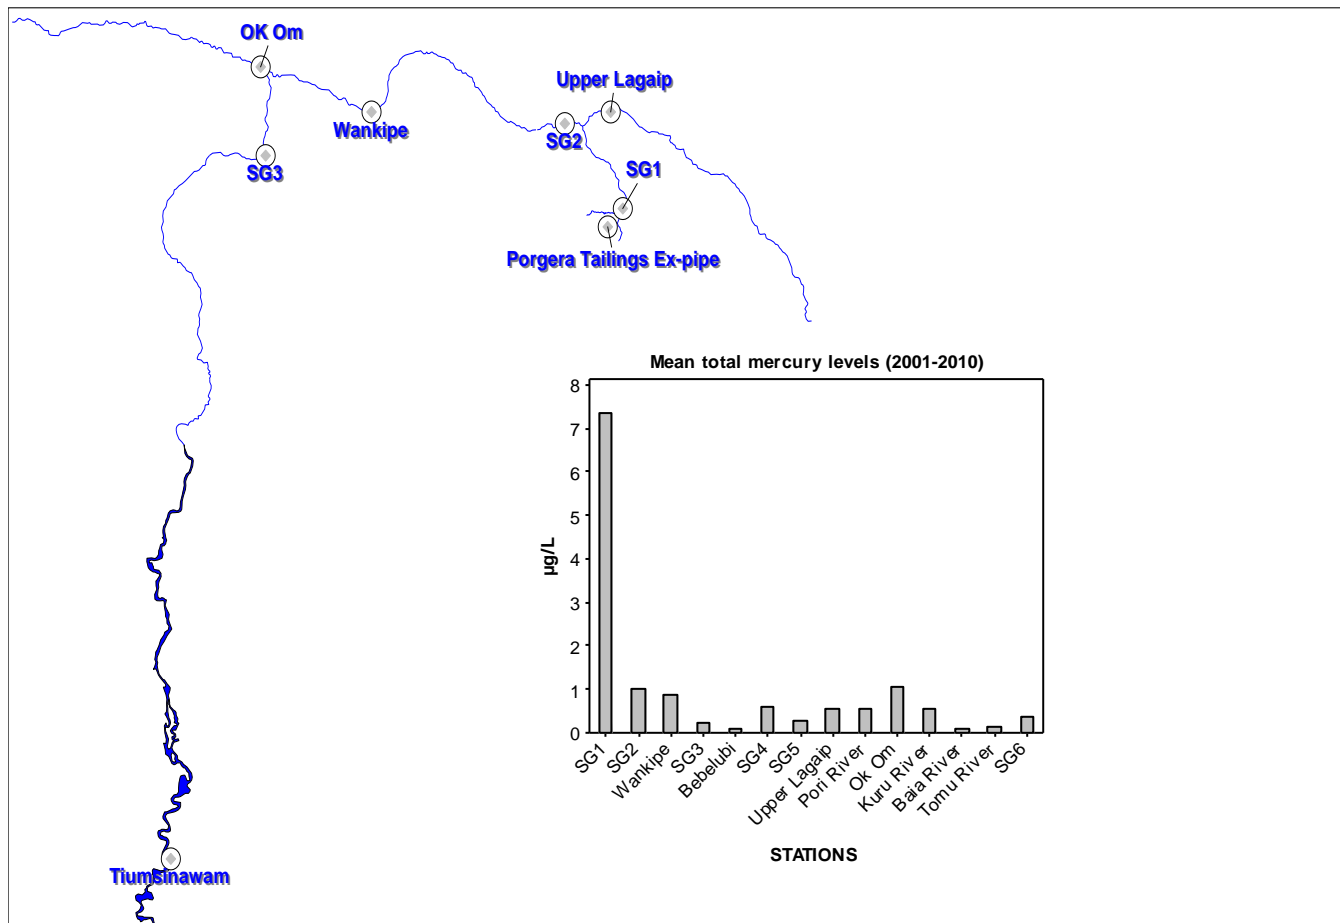 OK Om
Upper Lagaip
Wankipe
SG2
SG3
SG1
Porgera Tailings Ex-pipe
Mean total mercury levels (2001-2010)
8
7
6
5
4
3
2
1
0
µg/L
SG1
SG2
Wankipe
SG3
Bebelubi
SG4
SG5
Upper Lagaip
Pori River
Ok Om
Kuru River
Baia River
Tomu River
SG6
STATIONS
Tiumsinawam